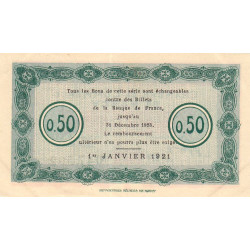 Tous les Bons de cette série sont échangeables
contre des Billets
de la Banque de France,
jusqu'au
31 Décembre
Le remboursement
ultérieur n'en pourra plus être exigé.
0.50
0.50
1er JANVIER 1921